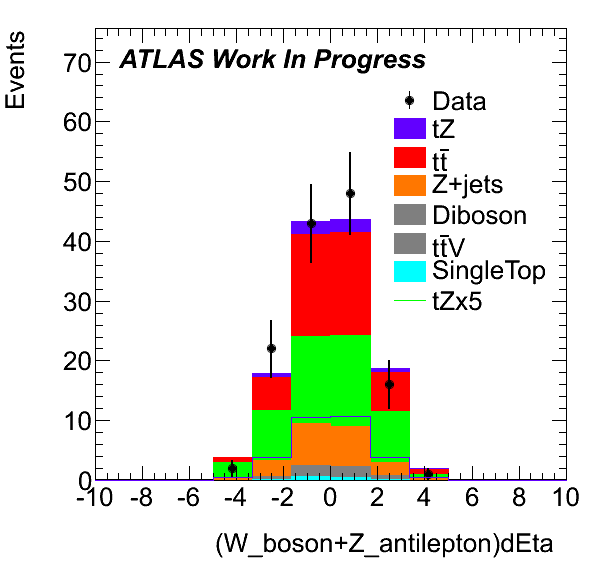 Events
ATLAS Work In Progress
Data
tZ
tt̄
Z+jets
Diboson
tt̄V
SingleTop
tZx5
70
60
50
40
30
20
10
0
-10 -8 -6 -4 -2 0 2 4 6 8 10
(W_boson+Z_antilepton)dEta